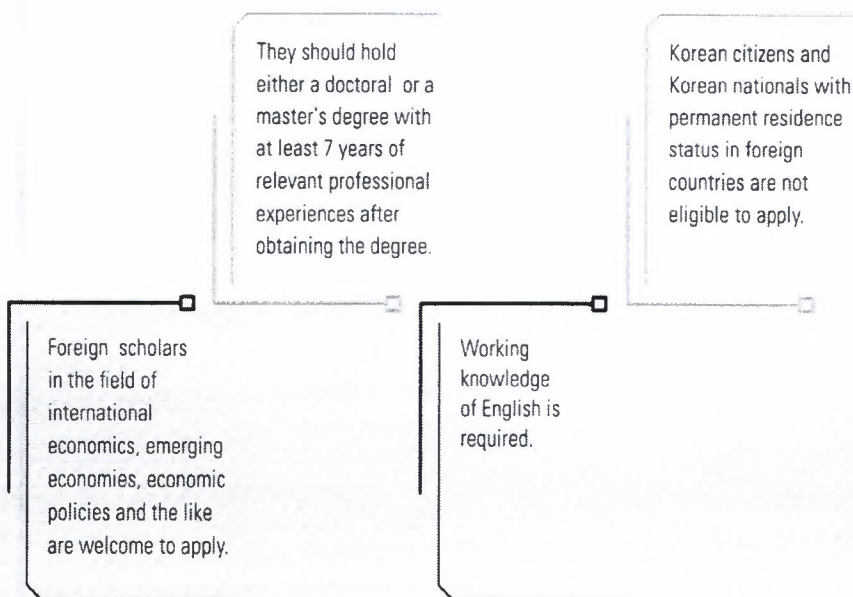 Foreign scholars
in the field of
international
economics, emerging
economies, economic
policies and the like
are welcome to apply.
They should hold
either a doctoral or a
master's degree with
at least 7 years of
relevant professional
experiences after
obtaining the degree.
Working
knowledge
of English is
required.
Korean citizens and
Korean nationals with
permanent residence
status in foreign
countries are not
eligible to apply.